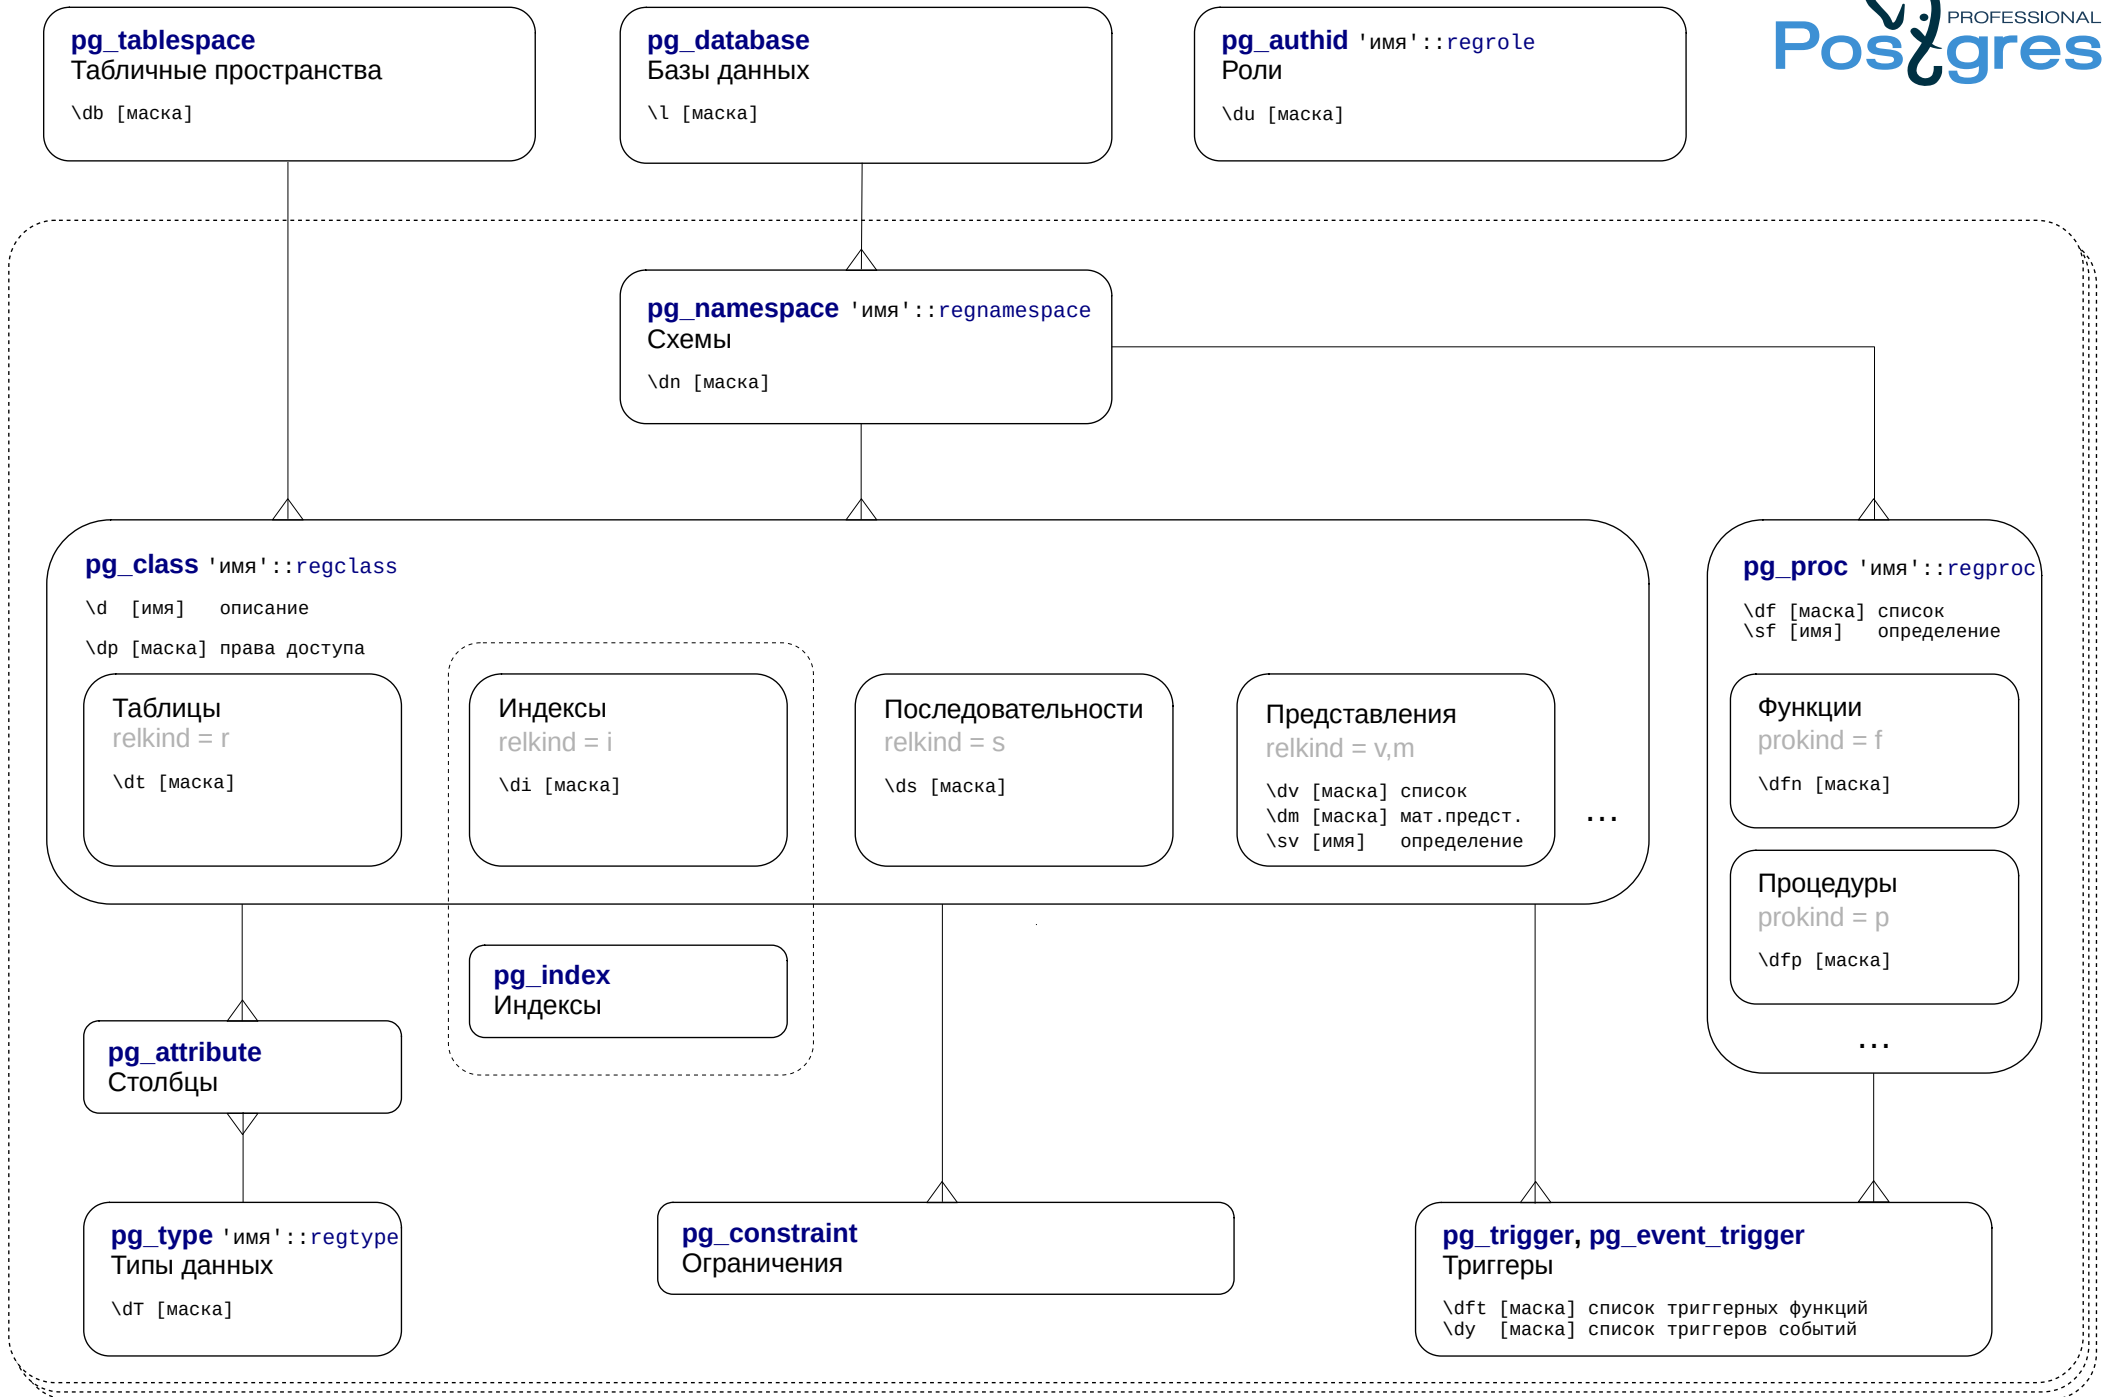 pg_tablespace
Табличные пространства
\db [маска]
pg_database
Базы данных
\l [маска]
pg_authid 'имя'::regrole
Роли
\du [маска]
PROFESSIONAL
Postgres
pg_namespace 'имя'::regnamespace
Схемы
\dn [маска]
pg_class 'имя'::regclass
\d [имя] описание
\dp [маска] права доступа
Таблицы
relkind = r
\dt [маска]
Индексы
relkind = i
\di [маска]
Последовательности
relkind = s
\ds [маска]
Представления
relkind = v,m
\dv [маска] список
\dm [маска] мат.предст.
\sv [имя] определение
...
pg_proc 'имя'::regproc
\df [маска] список
\sf [имя] определение
Функции
prokind = f
\dfn [маска]
Процедуры
prokind = p
\dfp [маска]
...
pg_index
Индексы
pg_attribute
Столбцы
pg_type 'имя'::regtype
Типы данных
\dT [маска]
pg_constraint
Ограничения
pg_trigger, pg_event_trigger
Триггеры
\dft [маска] список триггерных функций
\dy [маска] список триггеров событий